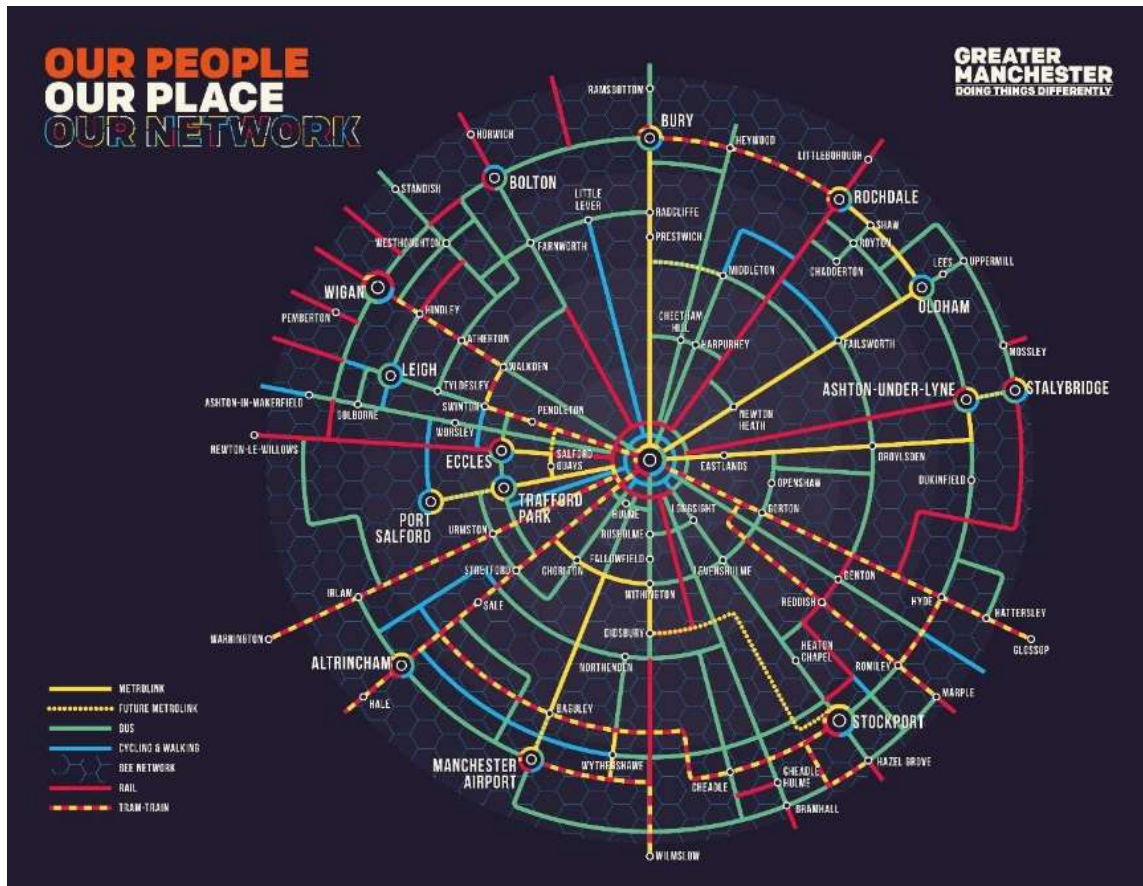 OUR PEOPLE
OUR PLACE
OUR NETWORK
GREATER
MANCHESTER
DOING THINGS DIFFERENTLY
RAMSBOTTOM
BURY
HEYWOOD
HORWICH
LITTLEBOROUGH
BOLTON
STANDISH
LITTLE
LEVER
ROCHDALE
RADCLIFFE
SHAW
WESTHOUGHTON
FARNWORTH
PRESTWICH
ROYTON
CHADDERTON
LEES
UPPERMILL
MIDDLETON
WIGAN
OLDHAM
PEMBERTON
HINDLEY
CHEETHAM
HILL
ATHERTON
HARPURHEY
FAILSWORTH
MOSSLEY
WALKDEN
LEIGH
TYLDESLEY
ASHTON-UNDER-LYNE
STALYBRIDGE
ASHTON-IN-MAKERFIELD
GOLBORNE
SWINTON
PENDLETON
NEWTON
HEATH
WORSLEY
NEWTON-LE-WILLOWS
ECCLES
SALFORD
QUAYS
EASTLANDS
DROYLSDEN
OPENSHAW
DUKINFIELD
TRAFFORD
PARK
PORT
SALFORD
HULME
LONGSIGHT
GORTON
URMSTON
RUSHOLME
FALLOWFIELD
CHORLTON
LEVENSHULME
STRETFORD
WITHINGTON
DENTON
IRLAM
SALE
REDDISH
HYDE
HATTERSLEY
WARRINGTON
DIDSBURY
GLOSSOP
ALTRINCHAM
NORTHENDEN
HEATON
CHAPEL
ROMILEY
HALE
MARPLE
BAGULEY
STOCKPORT
MANCHESTER
AIRPORT
WYTHENSHAWE
CHEADLE
CHEADLE
HULME
HAZEL GROVE
BRAMHALL
WILMSLOW
METROLINK
FUTURE METROLINK
BUS
CYCLING & WALKING
BEE NETWORK
RAIL
TRAM-TRAIN